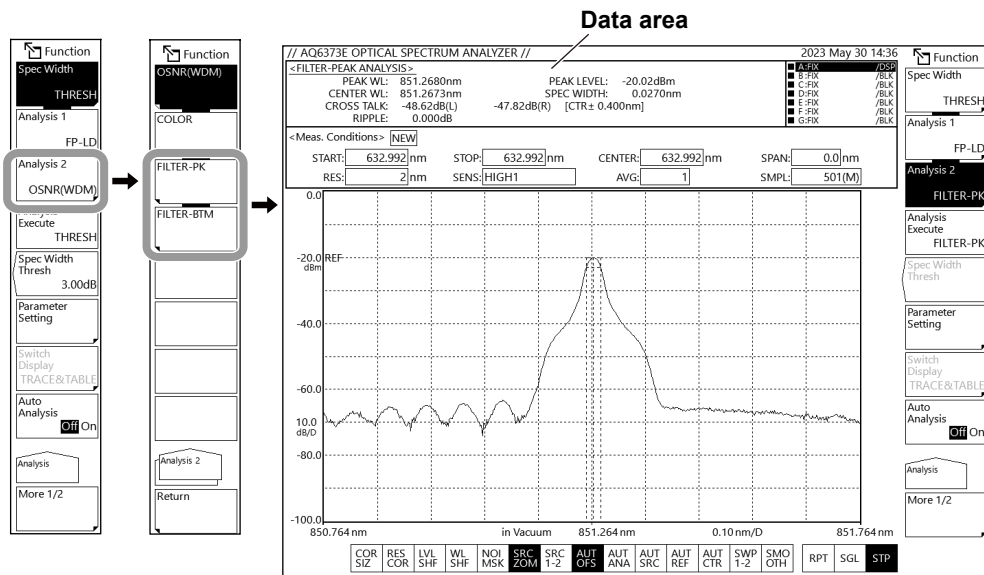 Data area
Function
Spec Width
THRESH
Analysis 1
FP-LD
Analysis 2
OSNR(WDM)
Execute
THRESH
Spec Width
Thresh
3.00dB
Parameter
Setting
Switch
Display
TRACE&TABLE
Auto
Analysis
Off On
Analysis
More 1/2
Function
OSNR(WDM)
COLOR
FILTER-PK
FILTER-BTM
Analysis 2
Return
// AQ6373E OPTICAL SPECTRUM ANALYZER // 2023 May 30 14:36
<FILTER-PEAK ANALYSIS>
PEAK WL: 851.2680nm PEAK LEVEL: -20.02dBm
CENTER WL: 851.2673nm SPEC WIDTH: 0.0270nm
CROSS TALK: -48.62dB(L) -47.82dB(R) [CTR± 0.400nm]
RIPPLE: 0.000dB
A:FIX /DSP
B:FIX /BLK
C:FIX /BLK
D:FIX /BLK
E:FIX /BLK
F:FIX /BLK
G:FIX /BLK
<Meas. Conditions> NEW
START: 632.992 nm STOP: 632.992 nm CENTER: 632.992 nm SPAN: 0.0 nm
RES: 2 nm SENS: HIGH1 AVG: 1 SMPL: 501(M)
0.0
-20.0 REF
dBm
-40.0
-60.0
10.0
dB/D
-80.0
-100.0
850.764 nm in Vacuum 851.264 nm 0.10 nm/D 851.764 nm
COR SIZ
RES COR
LVL SHF
WL SHF
NOI MSK
SRC ZOM
SRC 1-2
AUT OFS
AUT ANA
AUT SRC
AUT REF
AUT CTR
SWP 1-2
SMO OTH
RPT
SGL
STP
Function
Spec Width
THRESH
Analysis 1
FP-LD
Analysis 2
FILTER-PK
Analysis
Execute
FILTER-PK
Spec Width
Thresh
Parameter
Setting
Switch
Display
TRACE&TABLE
Auto
Analysis
Off On
Analysis
More 1/2